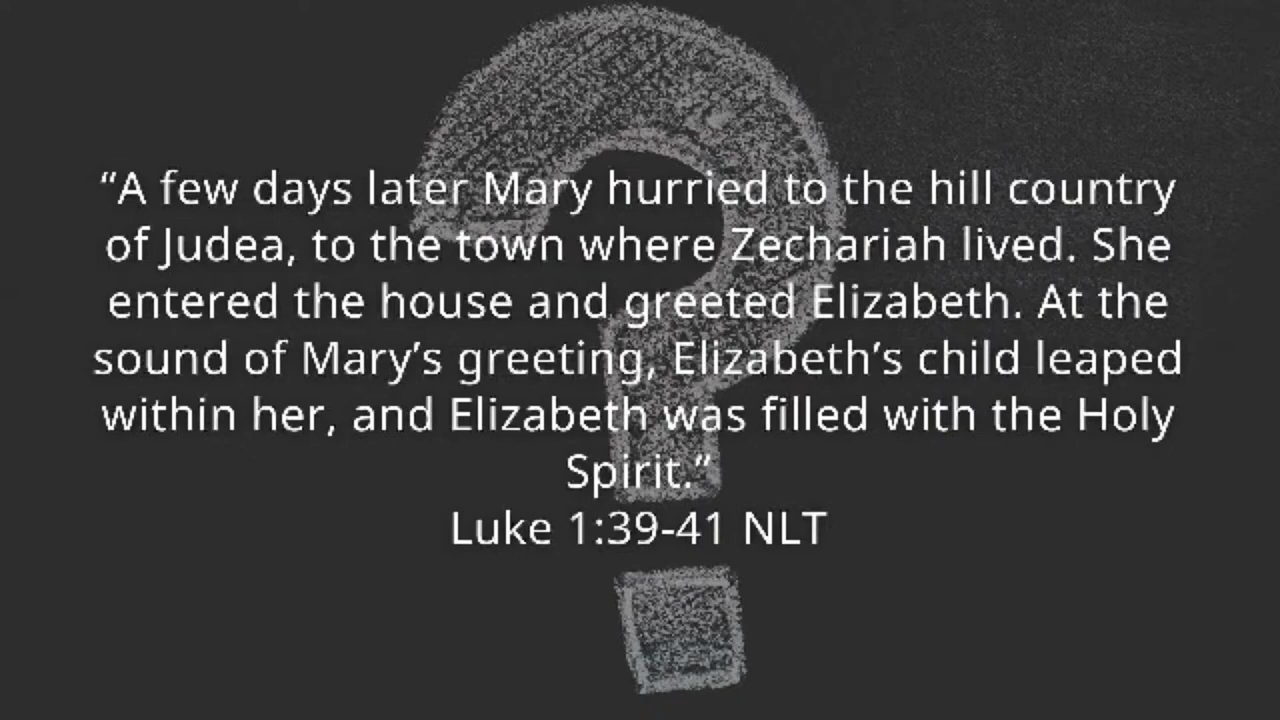 “A few days later Mary hurried to the hill country
of Judea, to the town where Zechariah lived. She
entered the house and greeted Elizabeth. At the
sound of Mary’s greeting, Elizabeth’s child leaped
within her, and Elizabeth was filled with the Holy
Spirit.”
Luke 1:39-41 NLT